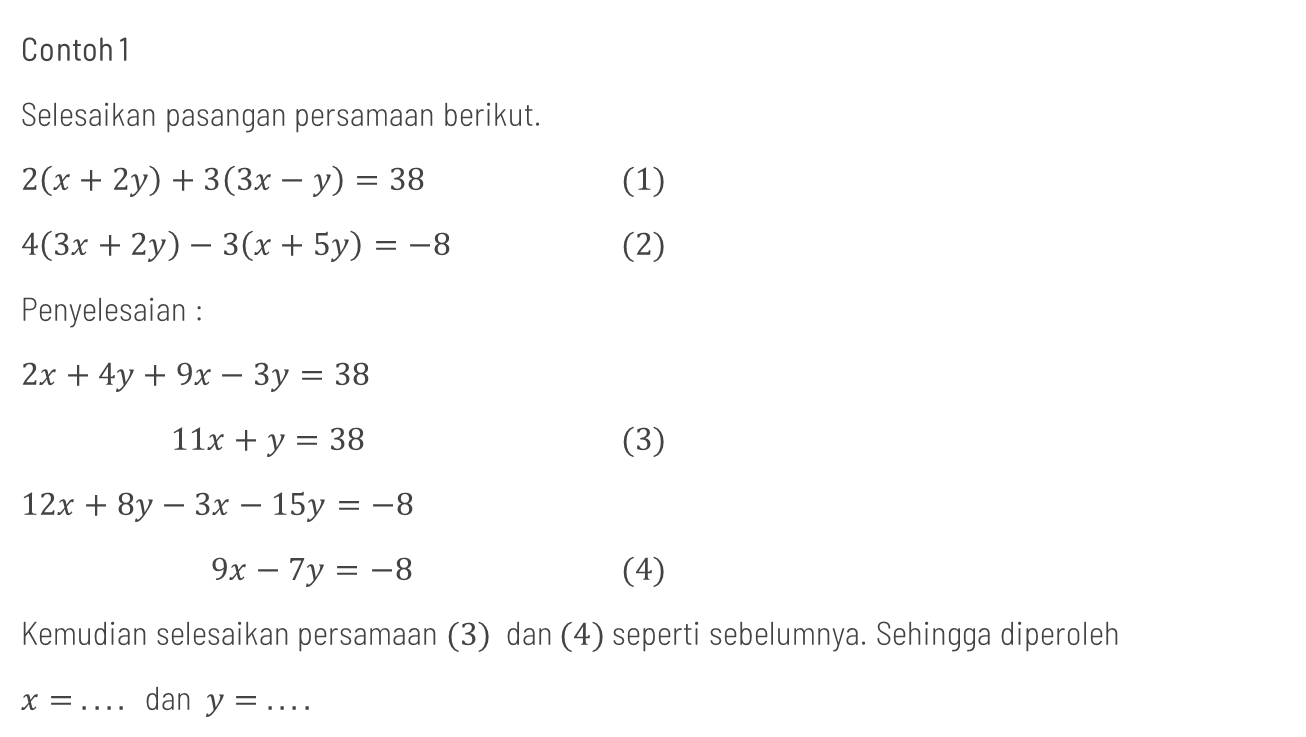 Contoh 1
Selesaikan pasangan persamaan berikut.
2(x + 2y) + 3(3x − y) = 38 (1)
4(3x + 2y) − 3(x + 5y) = −8 (2)
Penyelesaian :
2x + 4y + 9x − 3y = 38
11x + y = 38 (3)
12x + 8y − 3x − 15y = −8
9x − 7y = −8 (4)
Kemudian selesaikan persamaan (3) dan (4) seperti sebelumnya. Sehingga diperoleh
x = .... dan y = ....